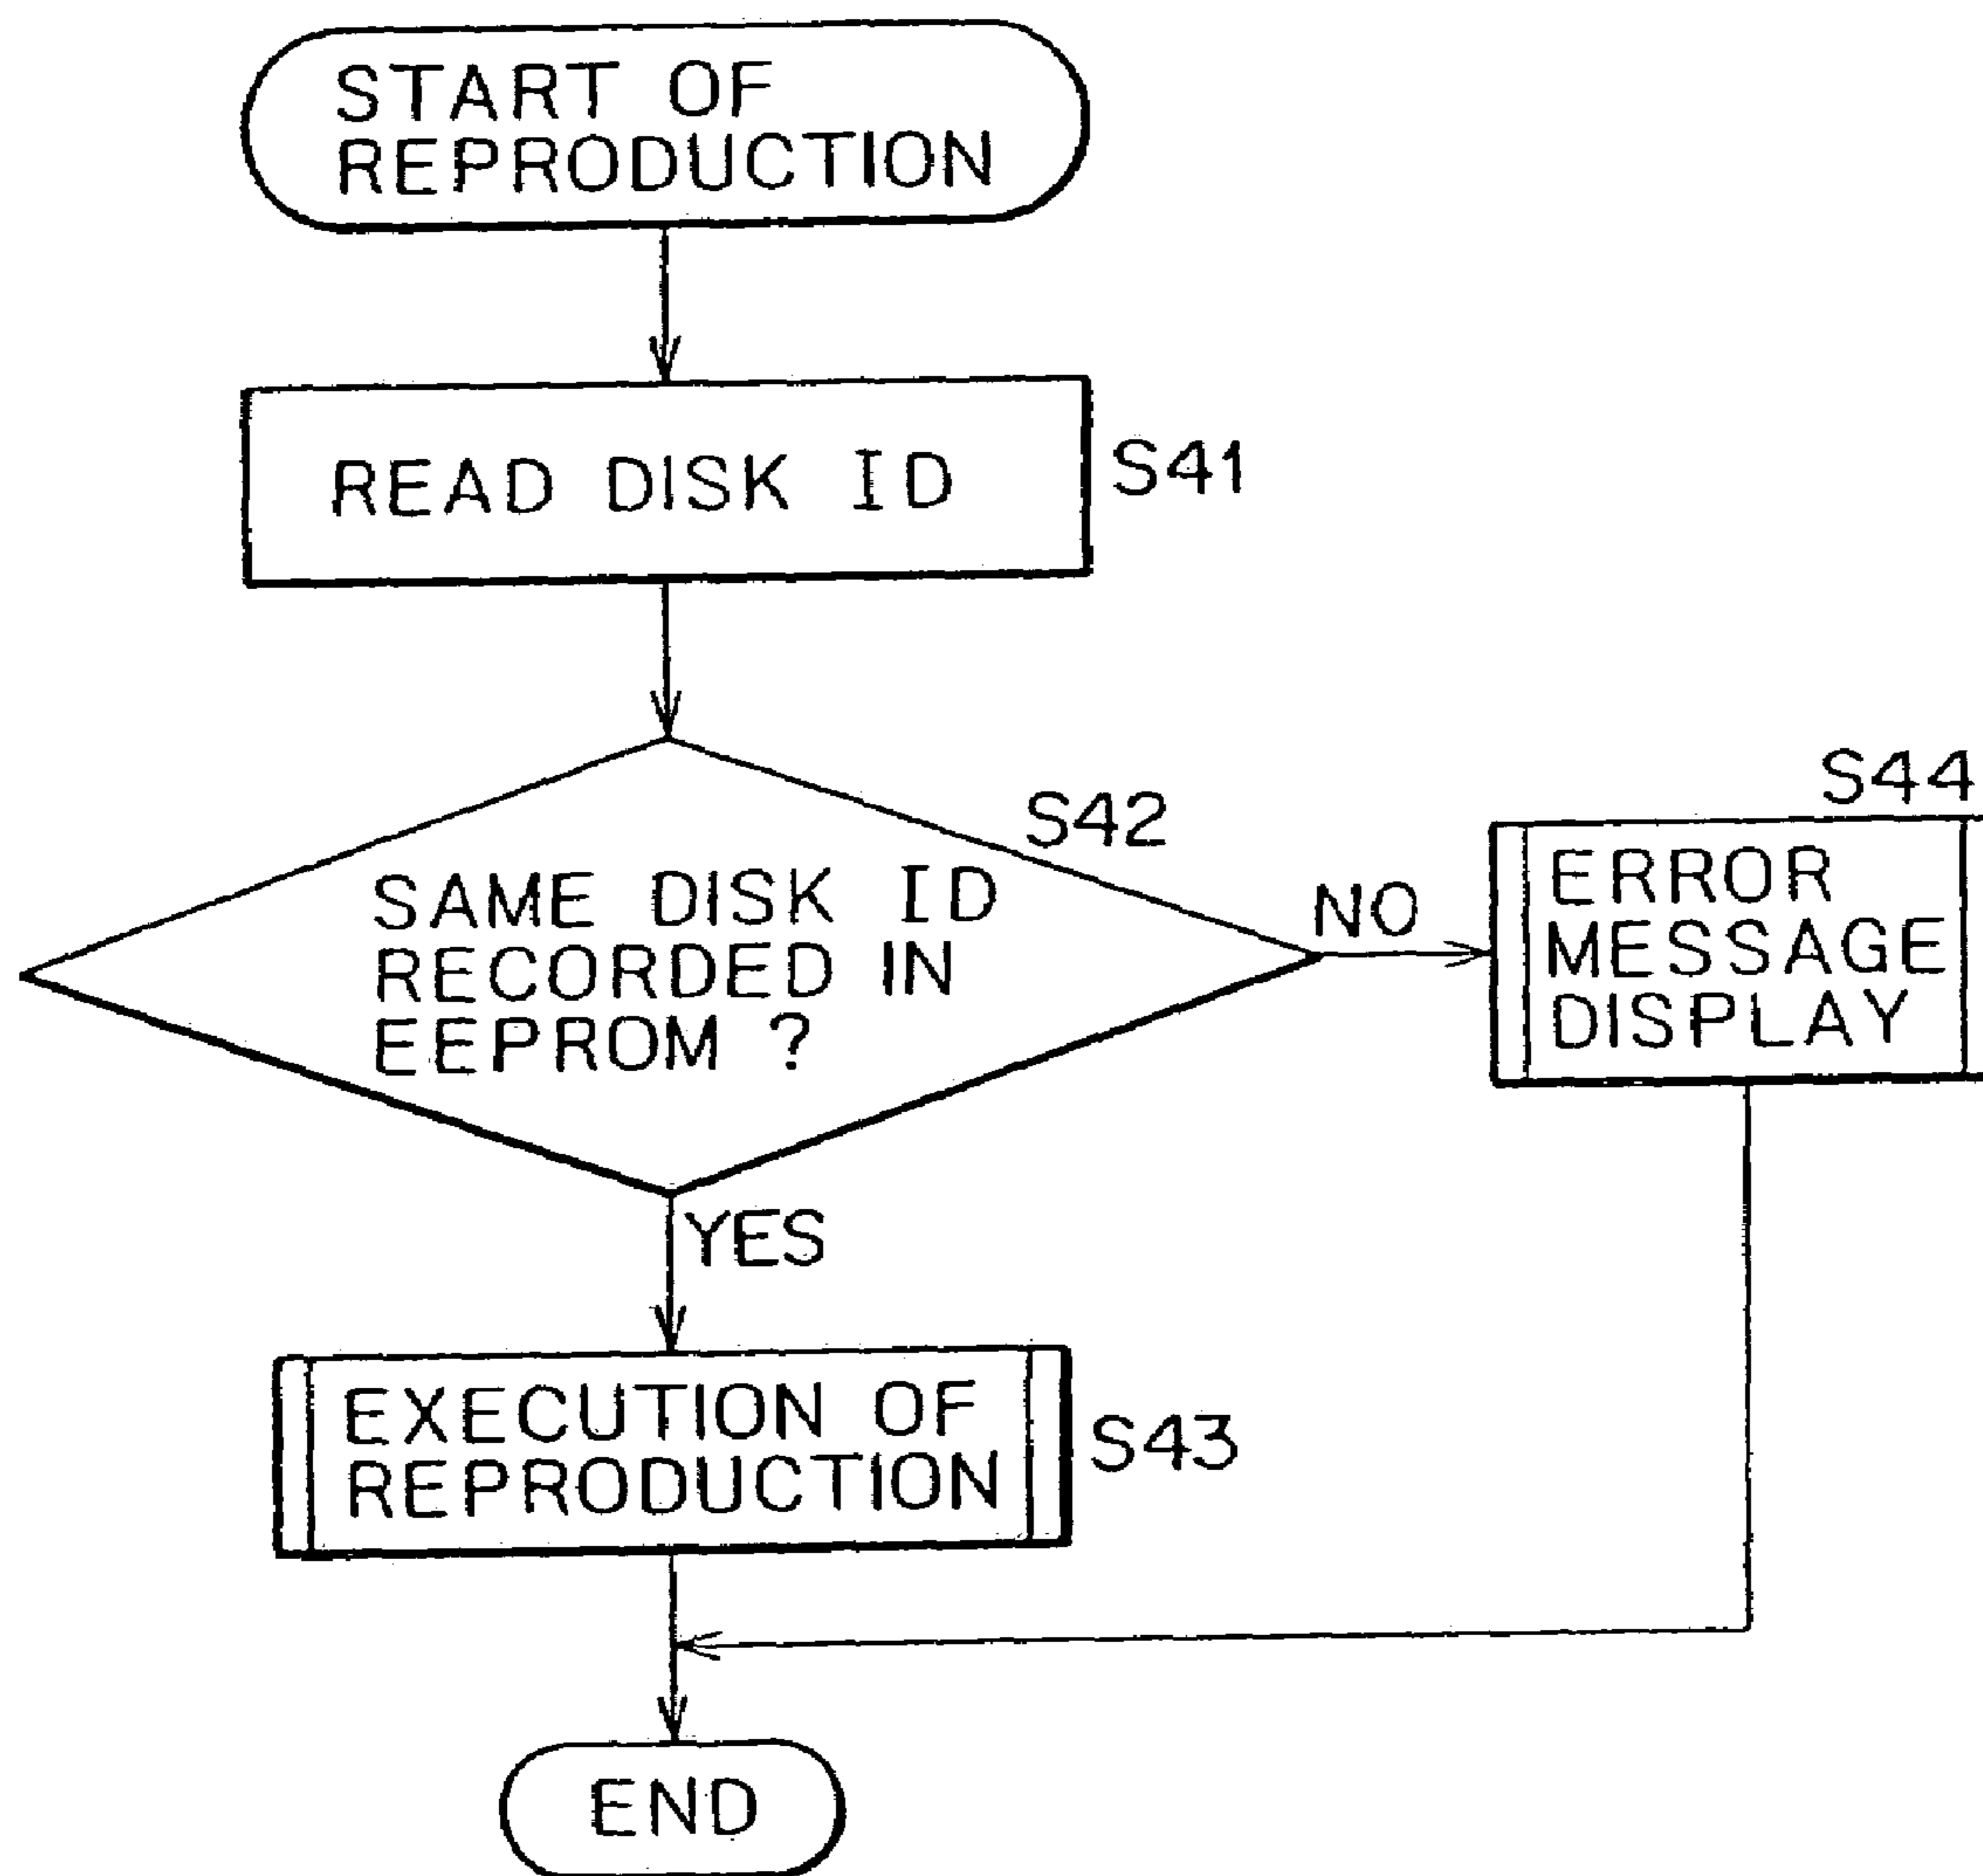 START OF
REPRODUCTION
READ DISK ID
S41
S42
SAME DISK ID
RECORDED IN
EEPROM ?
NO
S44
ERROR
MESSAGE
DISPLAY
YES
EXECUTION OF
REPRODUCTION
S43
END